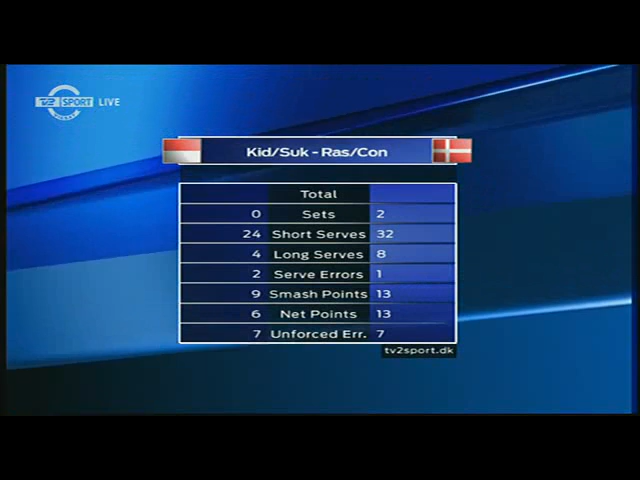 TV2 SPORT LIVE
Kid/Suk - Ras/Con
Total
0 Sets 2
24 Short Serves 32
4 Long Serves 8
2 Serve Errors 1
9 Smash Points 13
6 Net Points 13
7 Unforced Err. 7
tv2sport.dk